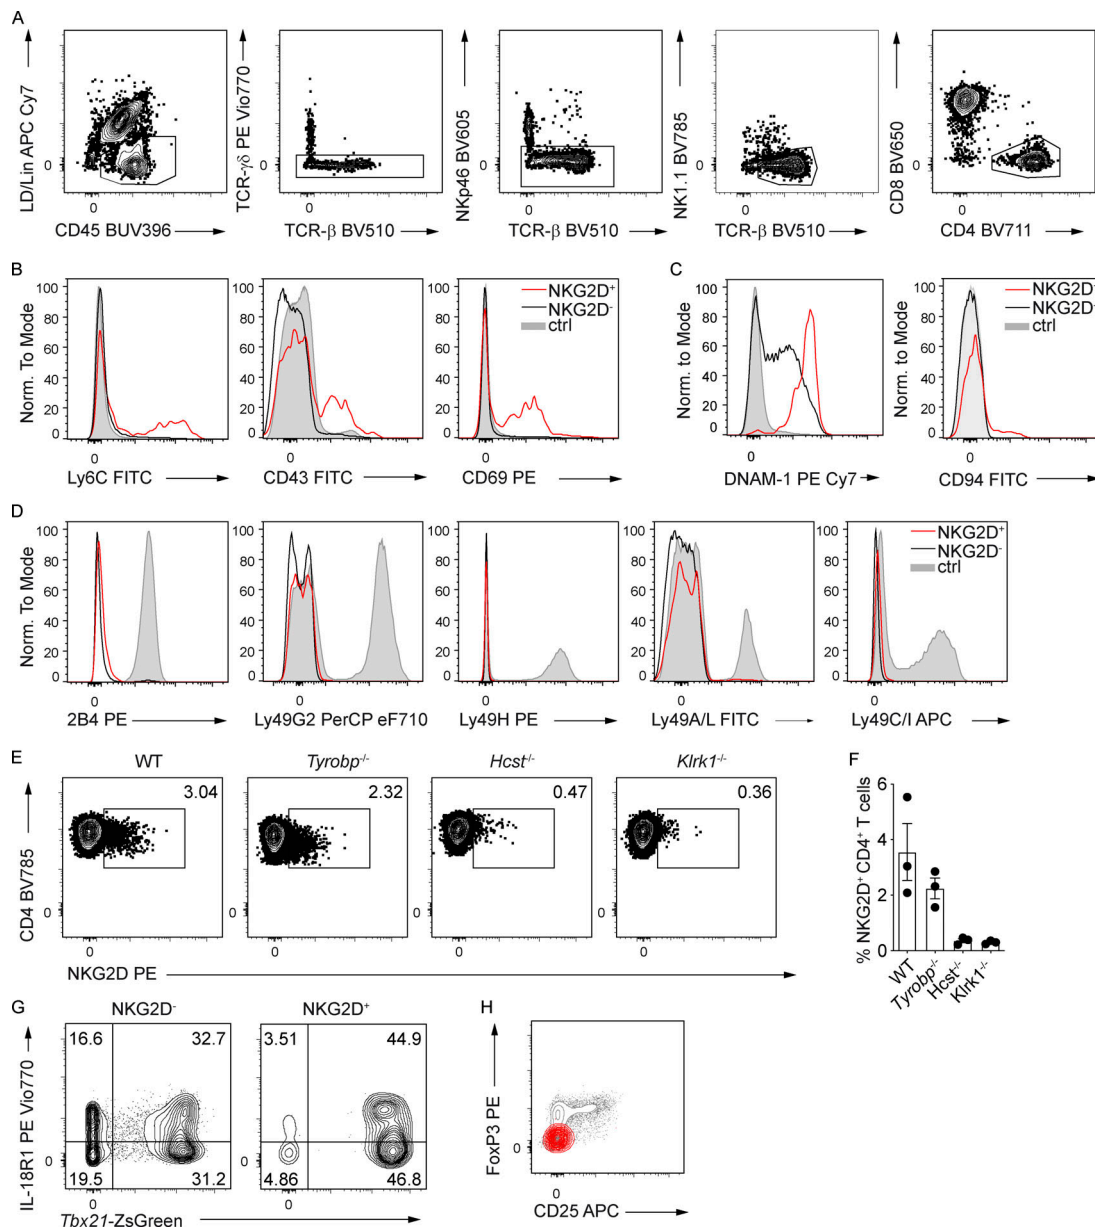 A
LD/Lin APC Cy7
0
0
CD45 BUV396
TCR-γδ PE Vio770
0
0
TCR-β BV510
NKp46 BV605
0
0
TCR-β BV510
NK1.1 BV785
0
0
TCR-β BV510
CD8 BV650
0
0
CD4 BV711
B
Norm. To Mode
100
80
60
40
20
0
0
Ly6C FITC
100
80
60
40
20
0
0
CD43 FITC
100
80
60
40
20
0
0
CD69 PE
NKG2D⁺
NKG2D⁻
ctrl
C
Norm. to Mode
100
80
60
40
20
0
0
DNAM-1 PE Cy7
100
80
60
40
20
0
0
CD94 FITC
NKG2D
NKG2D
ctrl
D
Norm. To Mode
100
80
60
40
20
0
0
2B4 PE
100
80
60
40
20
0
0
Ly49G2 PerCP eF710
100
80
60
40
20
0
0
Ly49H PE
100
80
60
40
20
0
0
Ly49A/L FITC
100
80
60
40
20
0
0
Ly49C/I APC
NKG2D⁺
NKG2D⁻
ctrl
E
WT
Tyrobp⁻/⁻
Hcst⁻/⁻
Klrk1⁻/⁻
3.04
2.32
0.47
0.36
CD4 BV785
0
0
0
0
0
0
0
0
NKG2D PE
F
% NKG2D⁺ CD4⁺ T cells
6
4
2
0
WT
Tyrobp⁻/⁻
Hcst⁻/⁻
Klrk1⁻/⁻
G
NKG2D⁻
NKG2D⁺
IL-18R1 PE Vio770
16.6
32.7
3.51
44.9
0
0
19.5
31.2
4.86
46.8
0
0
Tbx21-ZsGreen
H
FoxP3 PE
0
0
CD25 APC